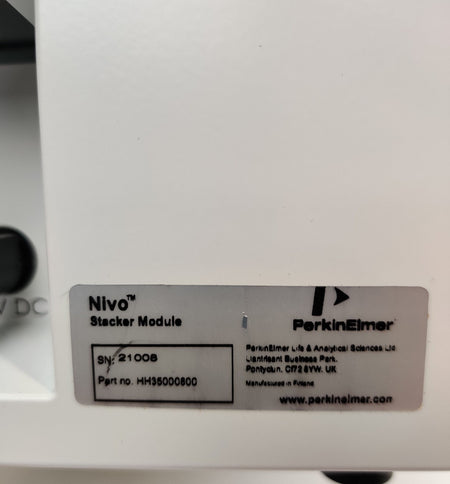 V DC
Nivo™
Stacker Module
PerkinElmer
SN: 21008
Part no. HH35000800
PerkinElmer Life & Analytical Sciences Ltd
Llantrisant Business Park,
Pontyclun, Cf72 8YW. UK
Manufactured in Finland
www.perkinelmer.com